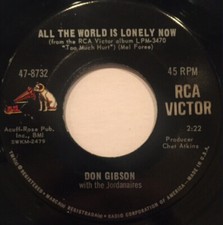 ALL THE WORLD IS LONELY NOW
(from the RCA Victor album LPM-3470
"Too Much Hurt") (Mel Foree)
47-8732
45 RPM
RCA
VICTOR
Acuff-Rose Pub.
Inc., BMI
SWKM-2479
2:22
Producer
Chet Atkins
DON GIBSON
with the Jordanaires